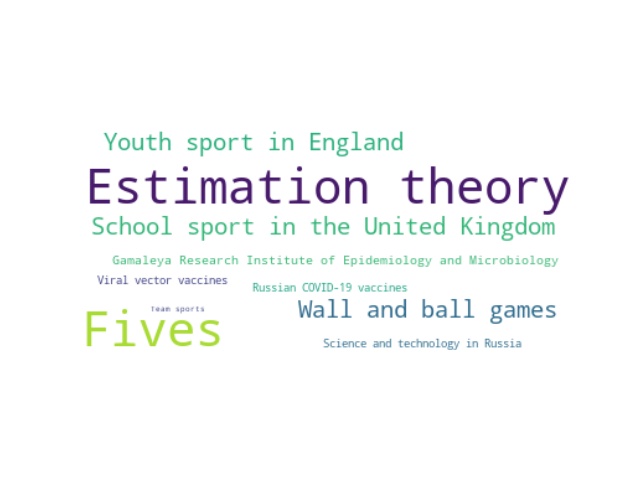 Youth sport in England
Estimation theory
School sport in the United Kingdom
Gamaleya Research Institute of Epidemiology and Microbiology
Viral vector vaccines
Russian COVID-19 vaccines
Team sports
Wall and ball games
Fives
Science and technology in Russia